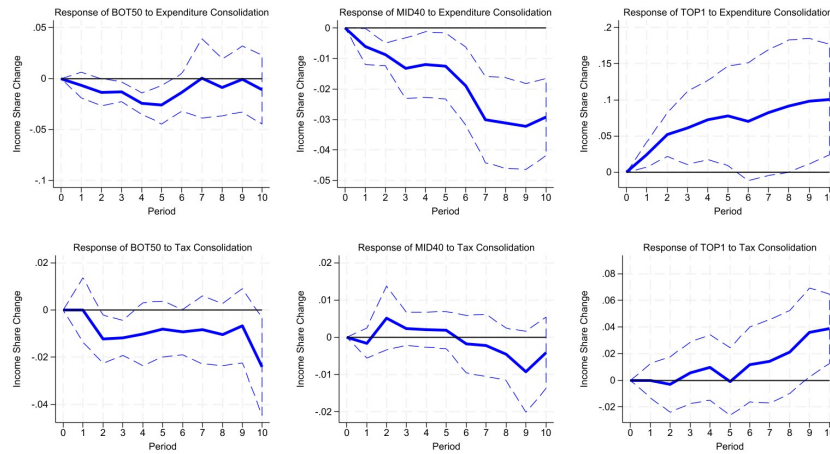 Response of BOT50 to Expenditure Consolidation
Income Share Change
.05
0
-.05
-.1
0 1 2 3 4 5 6 7 8 9 10
Period
Response of MID40 to Expenditure Consolidation
Income Share Change
0
-.01
-.02
-.03
-.04
-.05
0 1 2 3 4 5 6 7 8 9 10
Period
Response of TOP1 to Expenditure Consolidation
Income Share Change
.2
.15
.1
.05
0
0 1 2 3 4 5 6 7 8 9 10
Period
Response of BOT50 to Tax Consolidation
Income Share Change
.02
0
-.02
-.04
0 1 2 3 4 5 6 7 8 9 10
Period
Response of MID40 to Tax Consolidation
Income Share Change
.02
.01
0
-.01
-.02
0 1 2 3 4 5 6 7 8 9 10
Period
Response of TOP1 to Tax Consolidation
Income Share Change
.08
.06
.04
.02
0
-.02
0 1 2 3 4 5 6 7 8 9 10
Period